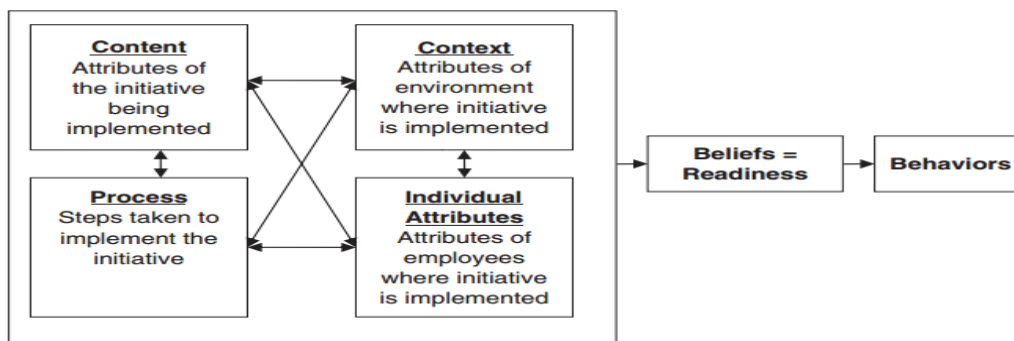 Content
Attributes of
the initiative
being
implemented
Context
Attributes of
environment
where initiative
is implemented
Process
Steps taken to
implement the
initiative
Individual
Attributes
Attributes of
employees
where initiative
is implemented
Beliefs =
Readiness
Behaviors